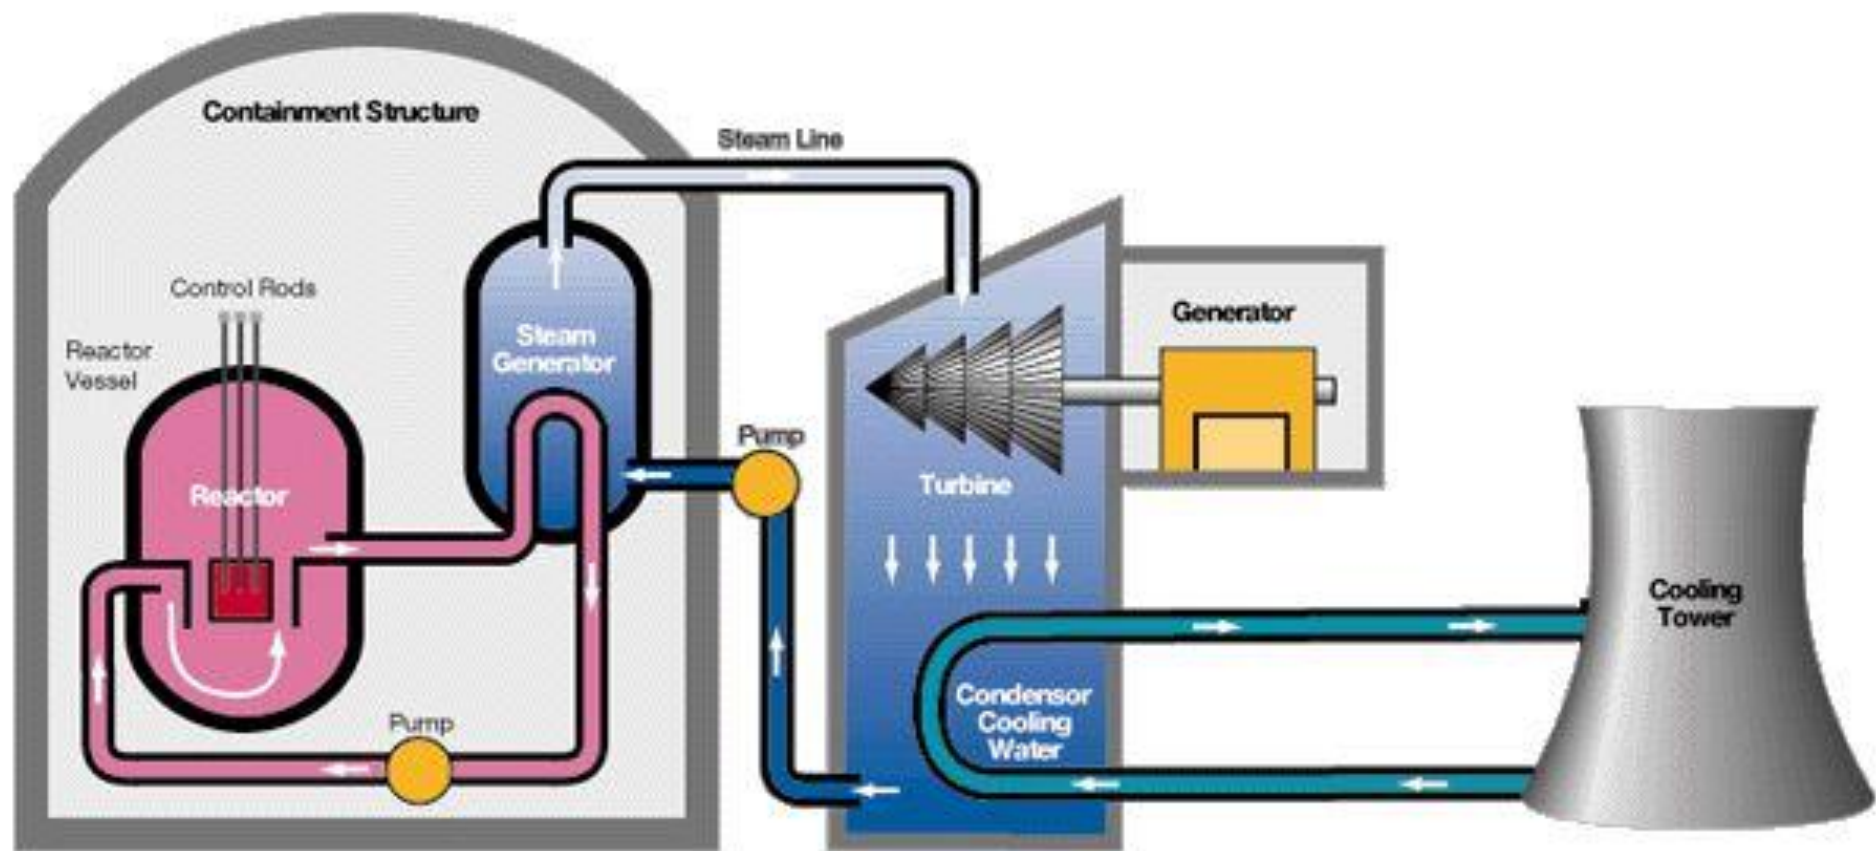 Containment Structure
Steam Line
Control Rods
Reactor
Vessel
Steam
Generator
Generator
Pump
Turbine
Reactor
Cooling
Tower
Condensor
Cooling
Water
Pump